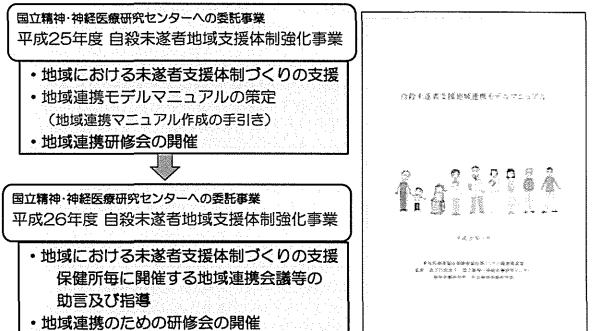 国立精神・神経医療研究センターへの委託事業
平成25年度 自殺未遂者地域支援体制強化事業
・地域における未遂者支援体制づくりの支援
・地域連携モデルマニュアルの策定
（地域連携マニュアル作成の手引き）
・地域連携研修会の開催
国立精神・神経医療研究センターへの委託事業
平成26年度 自殺未遂者地域支援体制強化事業
・地域における未遂者支援体制づくりの支援
保健所毎に開催する地域連携会議等の
助言及び指導
・地域連携のための研修会の開催
自殺未遂者支援地域連携モデルマニュアル